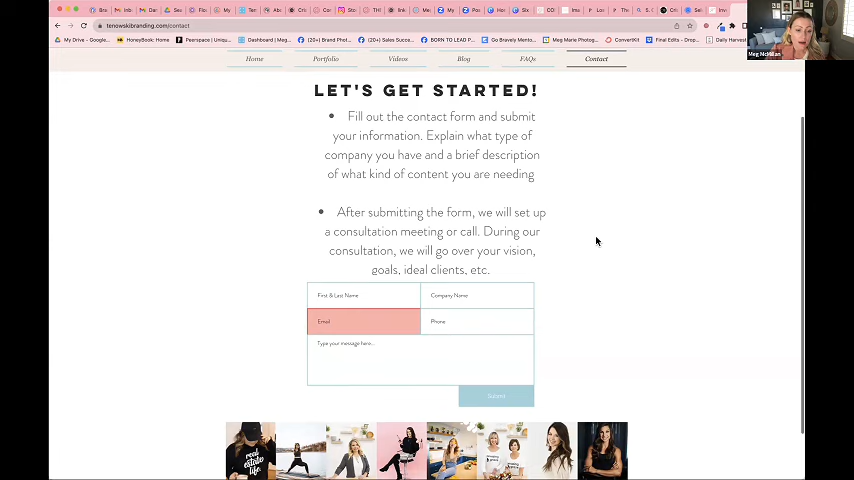 tenowskibranding.com/contact
My Drive - Google...
HoneyBook: Home
Peerspace | Uniqu...
Dashboard | Meg...
(20+) Brand Phot...
(20+) Sales Succe...
BORN TO LEAD P...
Go Bravely Mentor...
Meg Marie Photog...
ConvertKit
Final Edits - Drop...
Daily Harvest
Meg McMillan
Home
Portfolio
Videos
Blog
FAQs
Contact
LET'S GET STARTED!
• Fill out the contact form and submit
your information. Explain what type of
company you have and a brief description
of what kind of content you are needing
• After submitting the form, we will set up
a consultation meeting or call. During our
consultation, we will go over your vision,
goals, ideal clients, etc.
First & Last Name
Company Name
Email
Phone
Type your message here...
Submit
real
estate
life.